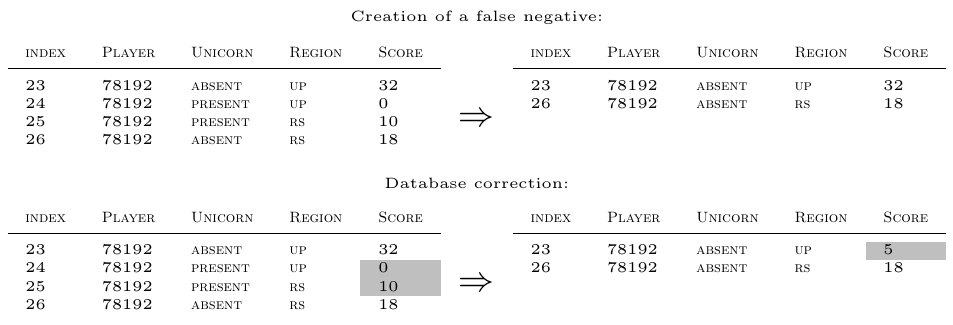 Creation of a false negative:
INDEX PLAYER UNICORN REGION SCORE INDEX PLAYER UNICORN REGION SCORE
23 78192 ABSENT UP 32 23 78192 ABSENT UP 32
24 78192 PRESENT UP 0 26 78192 ABSENT RS 18
25 78192 PRESENT RS 10 ⇒
26 78192 ABSENT RS 18
Database correction:
INDEX PLAYER UNICORN REGION SCORE INDEX PLAYER UNICORN REGION SCORE
23 78192 ABSENT UP 32 23 78192 ABSENT UP 5
24 78192 PRESENT UP 0 26 78192 ABSENT RS 18
25 78192 PRESENT RS 10 ⇒
26 78192 ABSENT RS 18